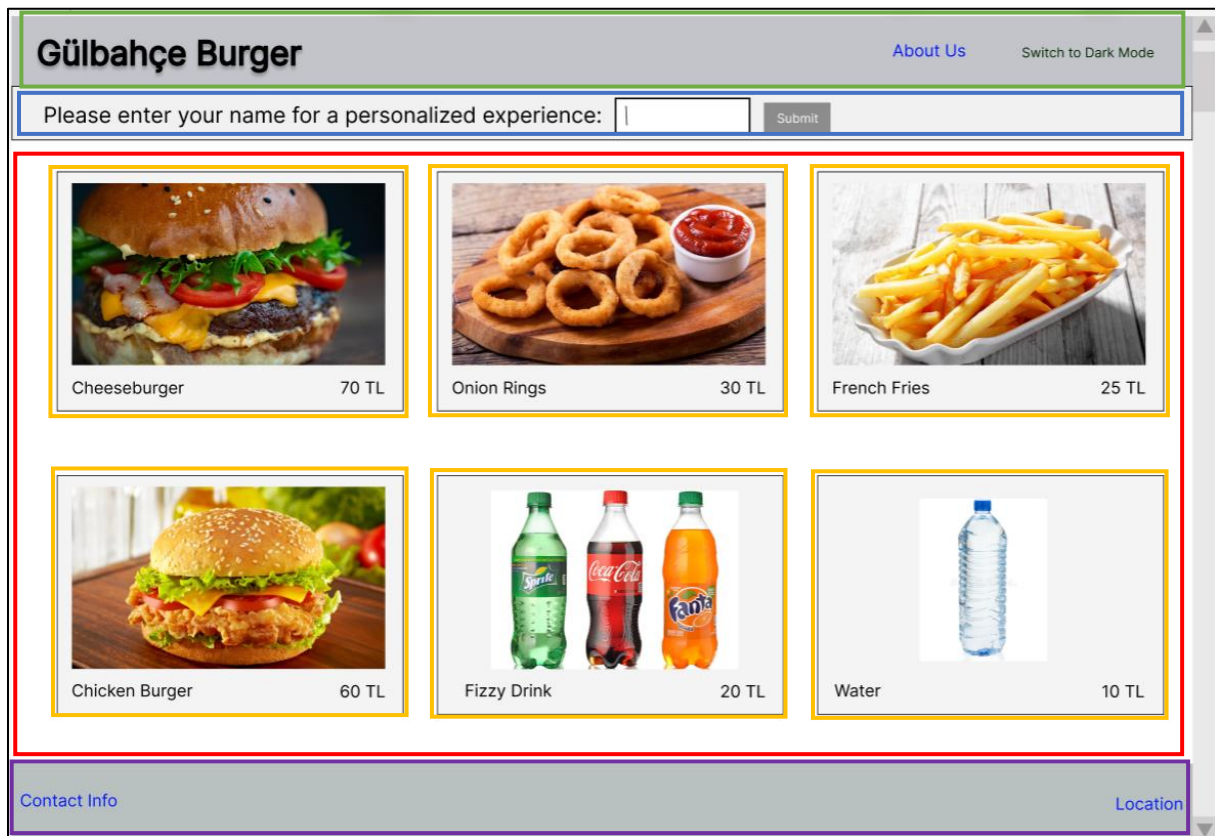 Gülbahçe Burger About Us Switch to Dark Mode
Please enter your name for a personalized experience: Submit
Cheeseburger 70 TL Onion Rings 30 TL French Fries 25 TL
Sprite Coca-Cola Fanta
Chicken Burger 60 TL Fizzy Drink 20 TL Water 10 TL
Contact Info Location